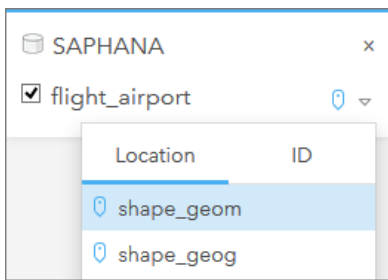 SAPHANA x
flight_airport
Location ID
shape_geom
shape_geog